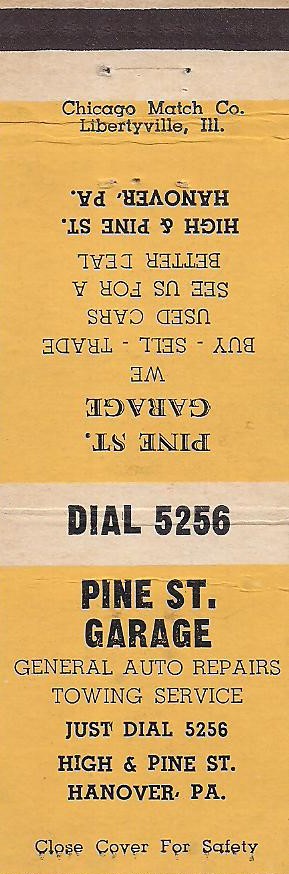 Chicago Match Co.
Libertyville, Ill.
PINE ST.
GARAGE
WE
BUY - SELL - TRADE
USED CARS
SEE US FOR A
BETTER DEAL
HIGH & PINE ST.
HANOVER, PA.
DIAL 5256
PINE ST.
GARAGE
GENERAL AUTO REPAIRS
TOWING SERVICE
JUST DIAL 5256
HIGH & PINE ST.
HANOVER, PA.
Close Cover For Safety